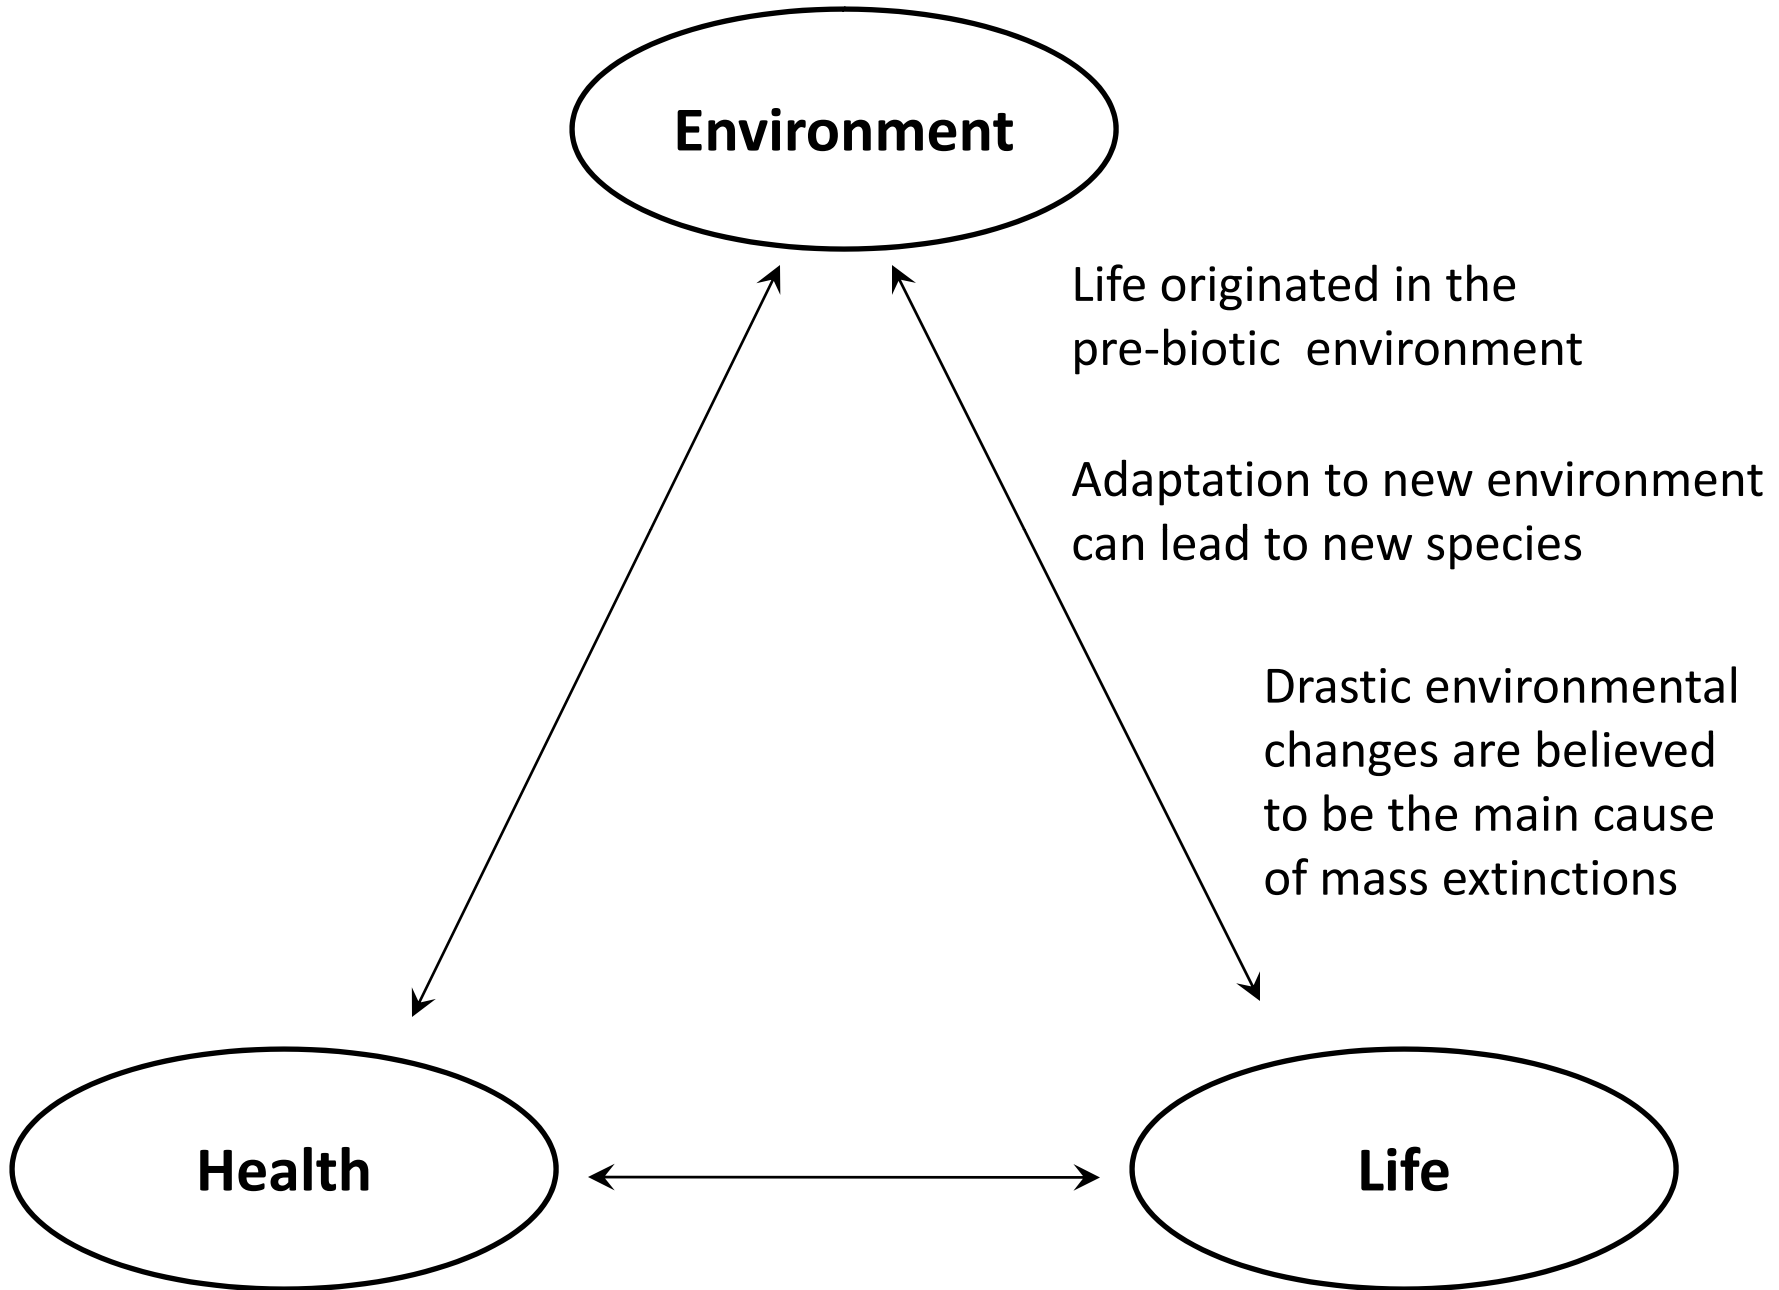 Environment
Life originated in the
pre-biotic  environment
Adaptation to new environment
can lead to new species
Drastic environmental
changes are believed
to be the main cause
of mass extinctions
Health
Life